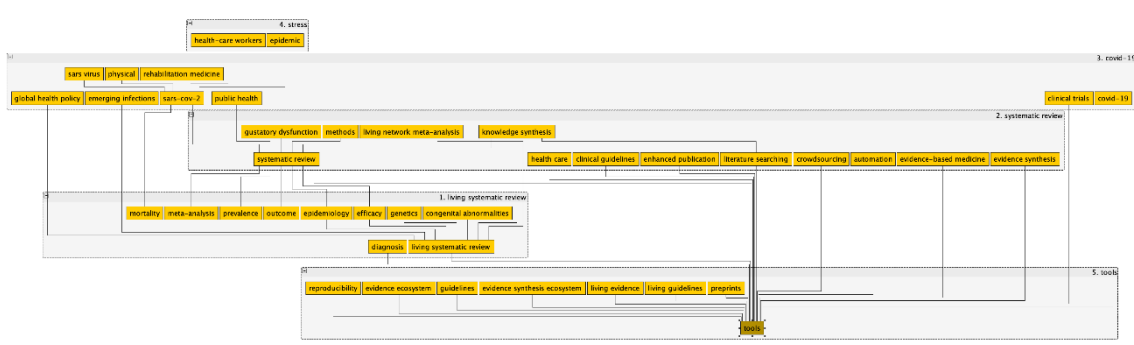 4. stress
health-care workers epidemic
3. covid-19
sars virus physical rehabilitation medicine
global health policy emerging infections sars-cov-2 public health clinical trials covid-19
2. systematic review
gustatory dysfunction methods living network meta-analysis knowledge synthesis
systematic review health care clinical guidelines enhanced publication literature searching crowdsourcing automation evidence-based medicine evidence synthesis
1. living systematic review
mortality meta-analysis prevalence outcome epidemiology efficacy genetics congenital abnormalities
diagnosis living systematic review
5. tools
reproducibility evidence ecosystem guidelines evidence synthesis ecosystem living evidence living guidelines preprints
tools